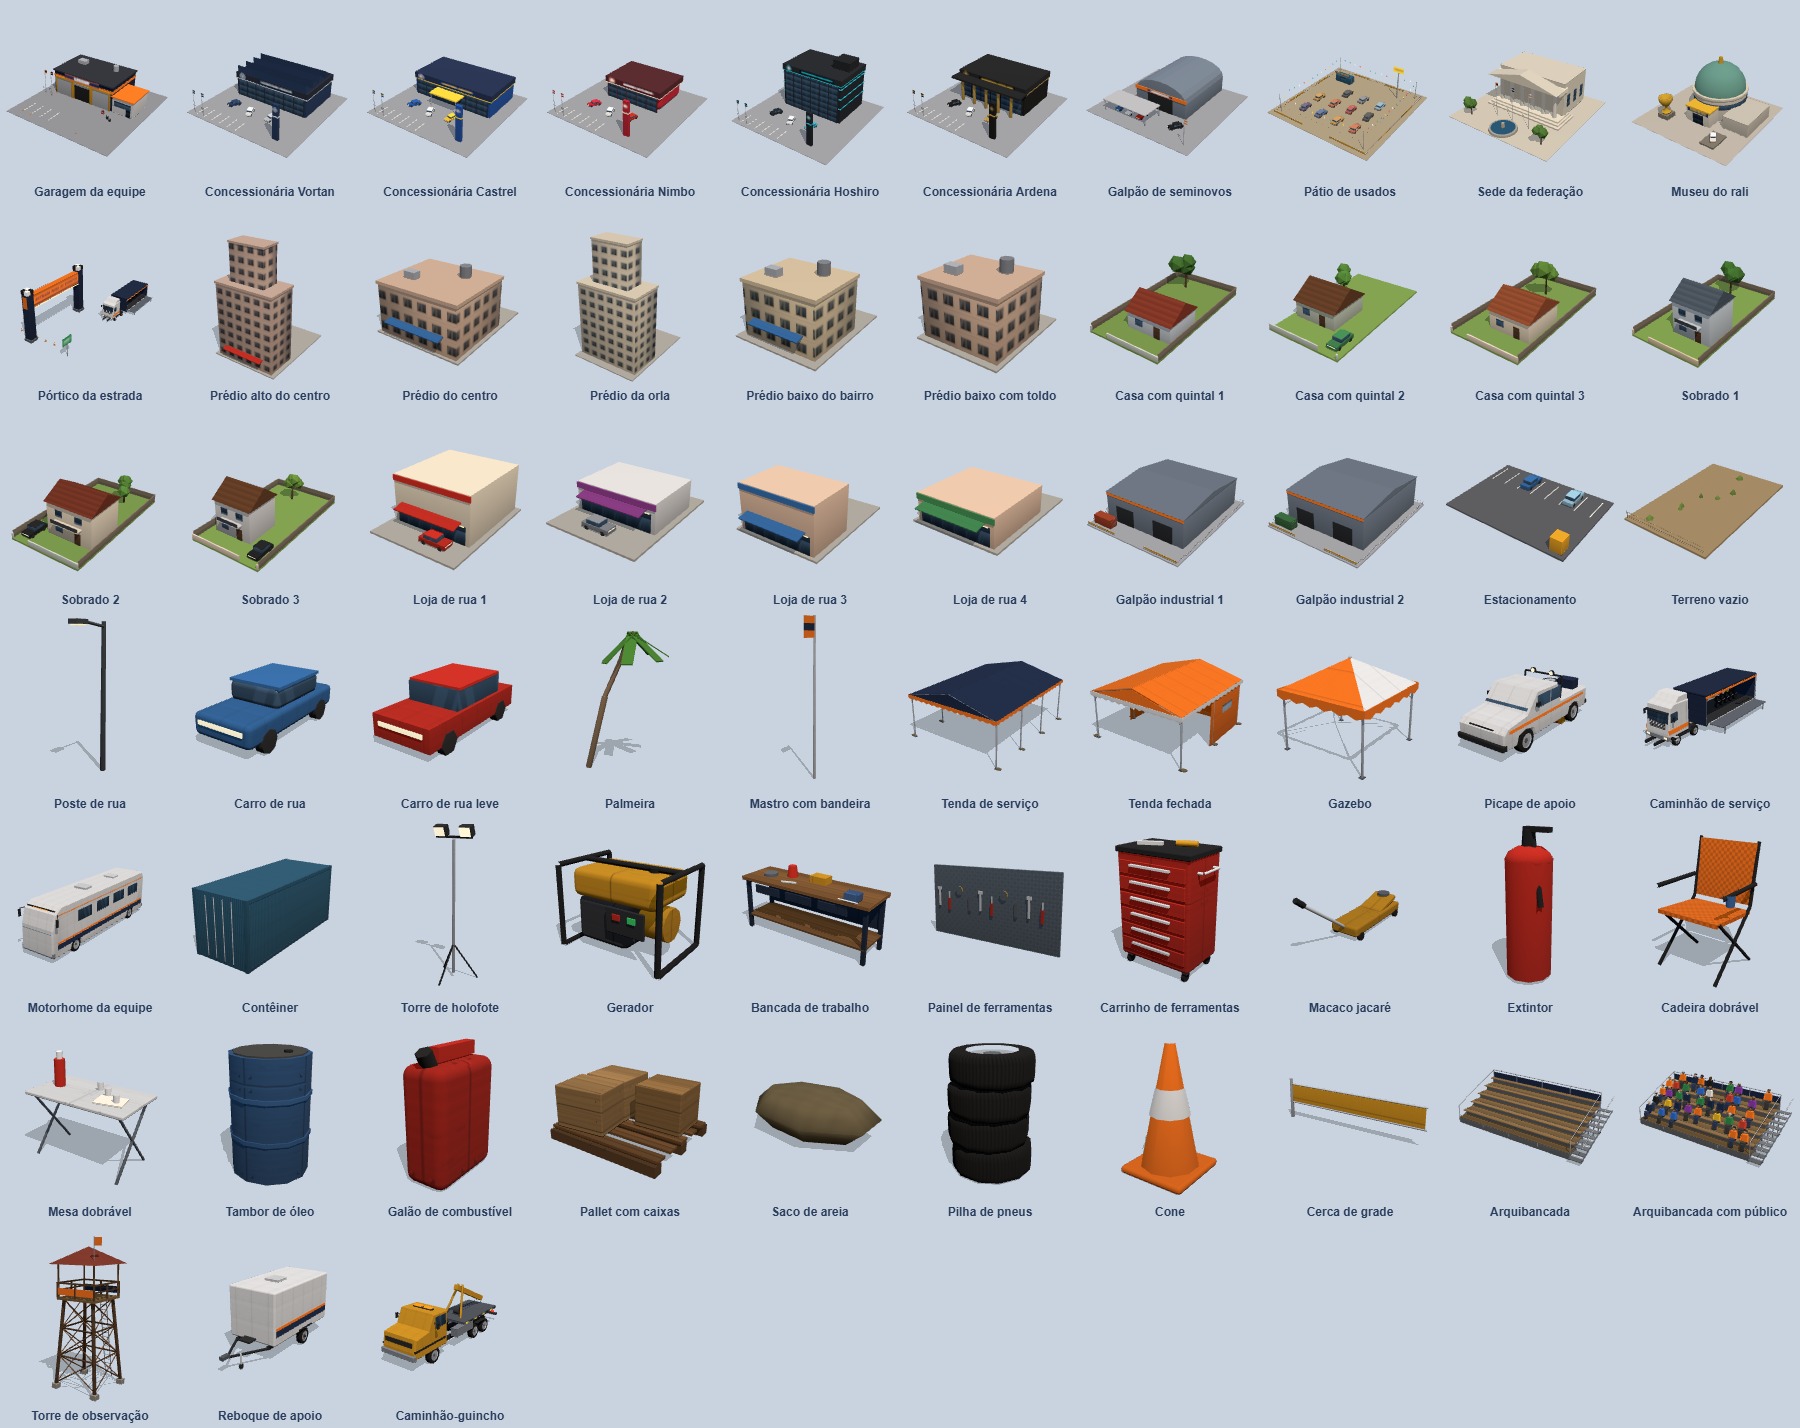 Garagem da equipe
Concessionária Vortan
Concessionária Castrel
Concessionária Nimbo
Concessionária Hoshiro
Concessionária Ardena
Galpão de seminovos
Pátio de usados
Sede da federação
Museu do rali
Pórtico da estrada
Prédio alto do centro
Prédio do centro
Prédio da orla
Prédio baixo do bairro
Prédio baixo com toldo
Casa com quintal 1
Casa com quintal 2
Casa com quintal 3
Sobrado 1
Sobrado 2
Sobrado 3
Loja de rua 1
Loja de rua 2
Loja de rua 3
Loja de rua 4
Galpão industrial 1
Galpão industrial 2
Estacionamento
Terreno vazio
Poste de rua
Carro de rua
Carro de rua leve
Palmeira
Mastro com bandeira
Tenda de serviço
Tenda fechada
Gazebo
Picape de apoio
Caminhão de serviço
Motorhome da equipe
Contêiner
Torre de holofote
Gerador
Bancada de trabalho
Painel de ferramentas
Carrinho de ferramentas
Macaco jacaré
Extintor
Cadeira dobrável
Mesa dobrável
Tambor de óleo
Galão de combustível
Pallet com caixas
Saco de areia
Pilha de pneus
Cone
Cerca de grade
Arquibancada
Arquibancada com público
Torre de observação
Reboque de apoio
Caminhão-guincho